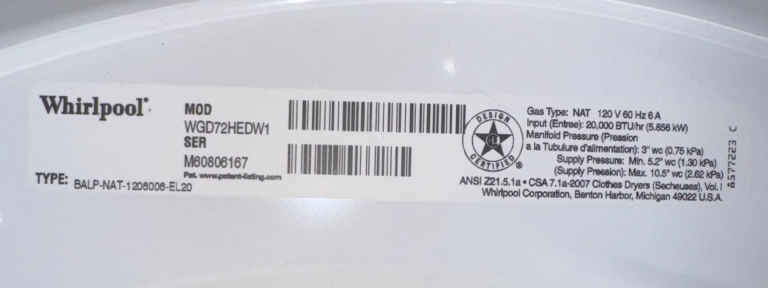 Whirlpool
MOD
WGD72HEDW1
SER
M60806167
Pat. www.patent-listing.com
TYPE: BALP-NAT-1206006-EL20
DESIGN
CERTIFIED
Gas Type: NAT 120 V 60 Hz 6 A
Input (Entree): 20,000 BTU/hr (5.856 kW)
Manifold Pressure (Pression
a la Tubulure d'alimentation): 3" wc (0.75 kPa)
Supply Pressure: Min. 5.2" wc (1.30 kPa)
(Supply Pression): Max. 10.5" wc (2.62 kPa)
ANSI Z21.5.1a • CSA 7.1a-2007 Clothes Dryers (Secheuses), Vol. I
Whirlpool Corporation, Benton Harbor, Michigan 49022 U.S.A.
8577223 C